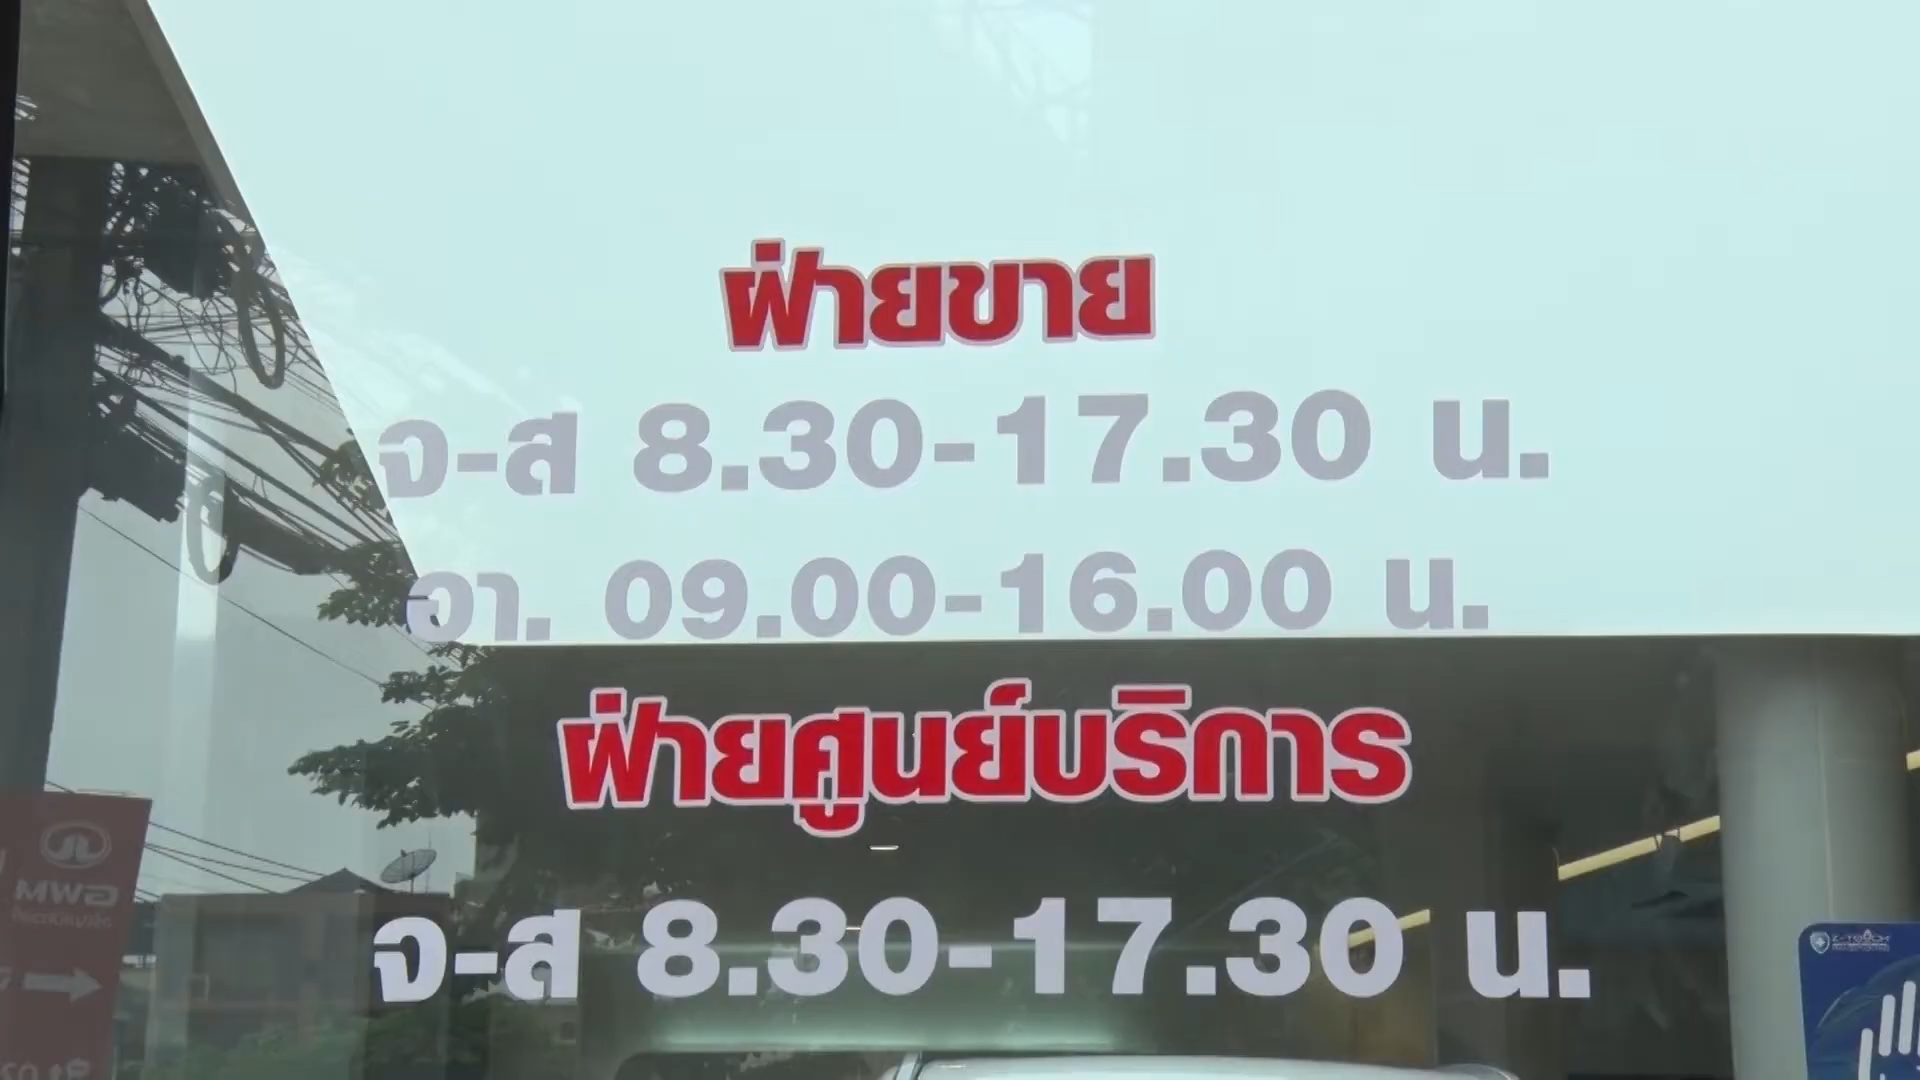 ฝ่ายขาย
จ-ส 8.30-17.30 น.
อา. 09.00-16.00 น.
ฝ่ายศูนย์บริการ
จ-ส 8.30-17.30 น.
GWM
Z-TOUCH